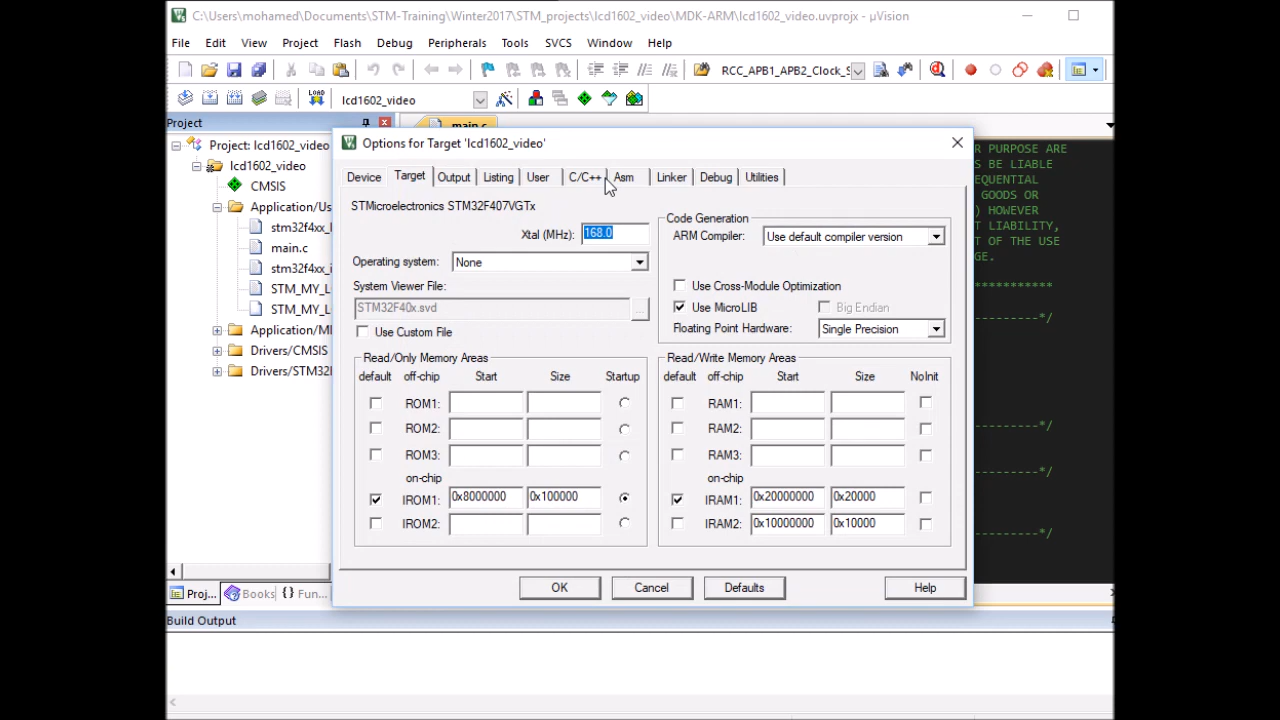 C:\Users\mohamed\Documents\STM-Training\Winter2017\STM_projects\lcd1602_video\MDK-ARM\lcd1602_video.uvprojx - µVision
File Edit View Project Flash Debug Peripherals Tools SVCS Window Help
RCC_APB1_APB2_Clock_S
LOAD lcd1602_video
Project
main.c
Project: lcd1602_video
lcd1602_video
CMSIS
Application/Us
stm32f4xx_
main.c
stm32f4xx_i
STM_MY_L
STM_MY_L
Application/M
Drivers/CMSIS
Drivers/STM32
Proj... Books {} Fun...
Options for Target 'lcd1602_video'
Device Target Output Listing User C/C++ Asm Linker Debug Utilities
STMicroelectronics STM32F407VGTx
Xtal (MHz): 168.0
Operating system: None
System Viewer File:
STM32F40x.svd ...
Use Custom File
Code Generation
ARM Compiler: Use default compiler version
Use Cross-Module Optimization
Use MicroLIB Big Endian
Floating Point Hardware: Single Precision
Read/Only Memory Areas
default off-chip Start Size Startup
ROM1:
ROM2:
ROM3:
on-chip
IROM1: 0x8000000 0x100000
IROM2:
Read/Write Memory Areas
default off-chip Start Size NoInit
RAM1:
RAM2:
RAM3:
on-chip
IRAM1: 0x20000000 0x20000
IRAM2: 0x10000000 0x10000
OK Cancel Defaults Help
R PURPOSE ARE
S BE LIABLE
SEQUENTIAL
GOODS OR
) HOWEVER
T LIABILITY,
T OF THE USE
GE.
***********
---------*/
---------*/
---------*/
---------*/
Build Output